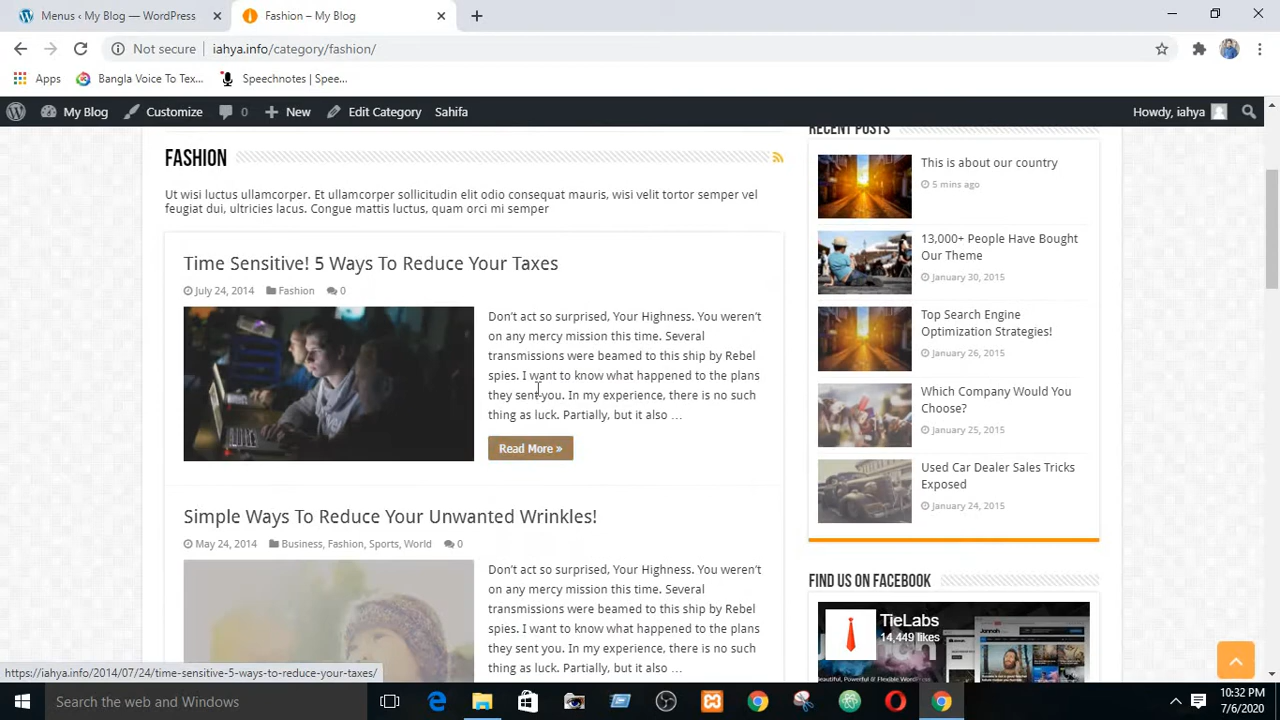 Menus ‹ My Blog — WordPress
Fashion – My Blog
Not secure
iahya.info/category/fashion/
Apps
Bangla Voice To Tex...
Speechnotes | Spee...
My Blog
Customize
0
New
Edit Category
Sahifa
Howdy, iahya
FASHION
Ut wisi luctus ullamcorper. Et ullamcorper sollicitudin elit odio consequat mauris, wisi velit tortor semper vel
feugiat dui, ultricies lacus. Congue mattis luctus, quam orci mi semper
Time Sensitive! 5 Ways To Reduce Your Taxes
July 24, 2014 Fashion 0
Don't act so surprised, Your Highness. You weren't
on any mercy mission this time. Several
transmissions were beamed to this ship by Rebel
spies. I want to know what happened to the plans
they sent you. In my experience, there is no such
thing as luck. Partially, but it also …
Read More »
Simple Ways To Reduce Your Unwanted Wrinkles!
May 24, 2014 Business, Fashion, Sports, World 0
Don't act so surprised, Your Highness. You weren't
on any mercy mission this time. Several
transmissions were beamed to this ship by Rebel
spies. I want to know what happened to the plans
they sent you. In my experience, there is no such
thing as luck. Partially, but it also …
RECENT POSTS
This is about our country
5 mins ago
13,000+ People Have Bought
Our Theme
January 30, 2015
Top Search Engine
Optimization Strategies!
January 26, 2015
Which Company Would You
Choose?
January 25, 2015
Used Car Dealer Sales Tricks
Exposed
January 24, 2015
FIND US ON FACEBOOK
TieLabs
14,449 likes
https://iahya.info/2014/07/24/time-sensitive-5-ways-to-reduce-your-taxes/
Search the web and Windows
10:32 PM
7/6/2020